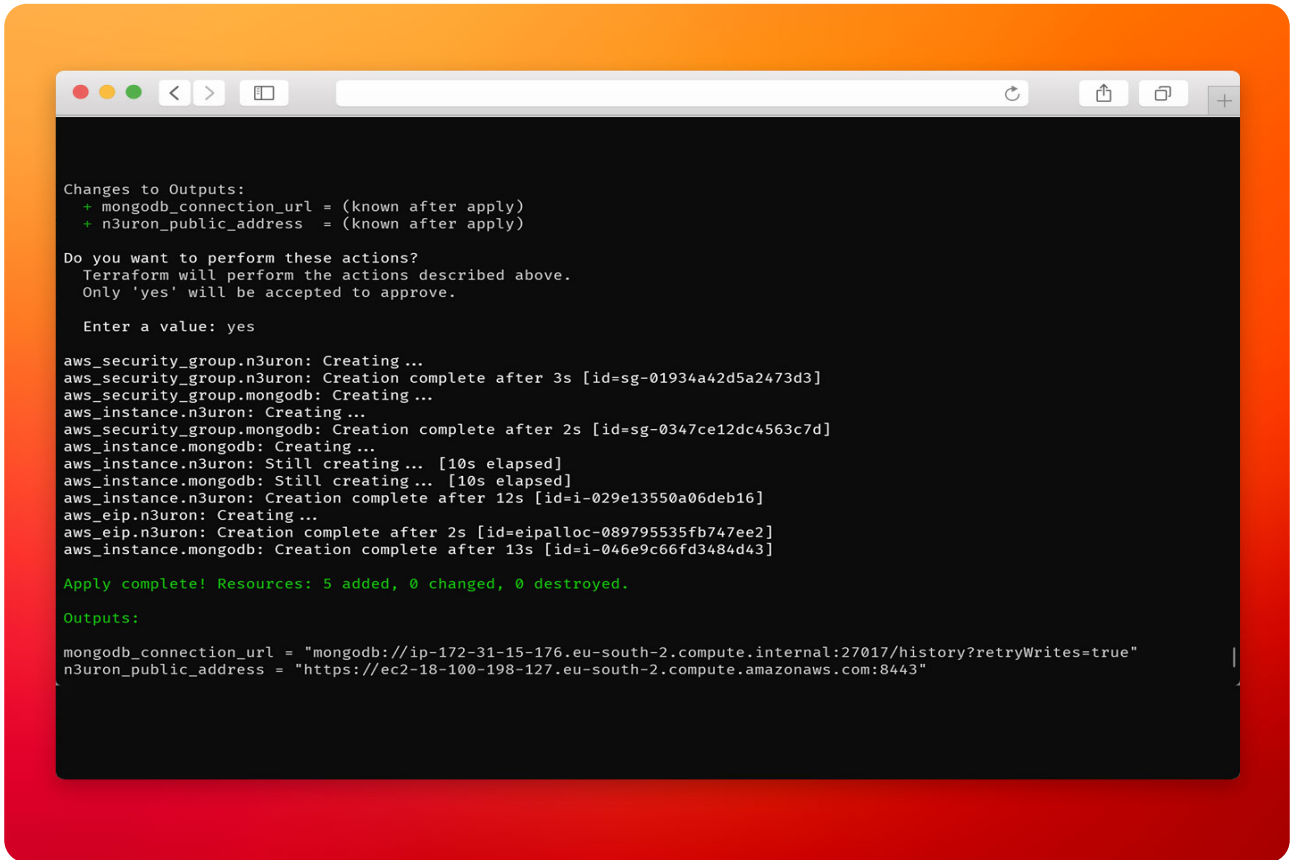 Changes to Outputs:
  + mongodb_connection_url = (known after apply)
  + n3uron_public_address  = (known after apply)
Do you want to perform these actions?
  Terraform will perform the actions described above.
  Only 'yes' will be accepted to approve.
  Enter a value: yes
aws_security_group.n3uron: Creating...
aws_security_group.n3uron: Creation complete after 3s [id=sg-01934a42d5a2473d3]
aws_security_group.mongodb: Creating...
aws_instance.n3uron: Creating...
aws_security_group.mongodb: Creation complete after 2s [id=sg-0347ce12dc4563c7d]
aws_instance.mongodb: Creating...
aws_instance.n3uron: Still creating... [10s elapsed]
aws_instance.mongodb: Still creating... [10s elapsed]
aws_instance.n3uron: Creation complete after 12s [id=i-029e13550a06deb16]
aws_eip.n3uron: Creating...
aws_eip.n3uron: Creation complete after 2s [id=eipalloc-089795535fb747ee2]
aws_instance.mongodb: Creation complete after 13s [id=i-046e9c66fd3484d43]
Apply complete! Resources: 5 added, 0 changed, 0 destroyed.
Outputs:
mongodb_connection_url = "mongodb://ip-172-31-15-176.eu-south-2.compute.internal:27017/history?retryWrites=true"
n3uron_public_address = "https://ec2-18-100-198-127.eu-south-2.compute.amazonaws.com:8443"